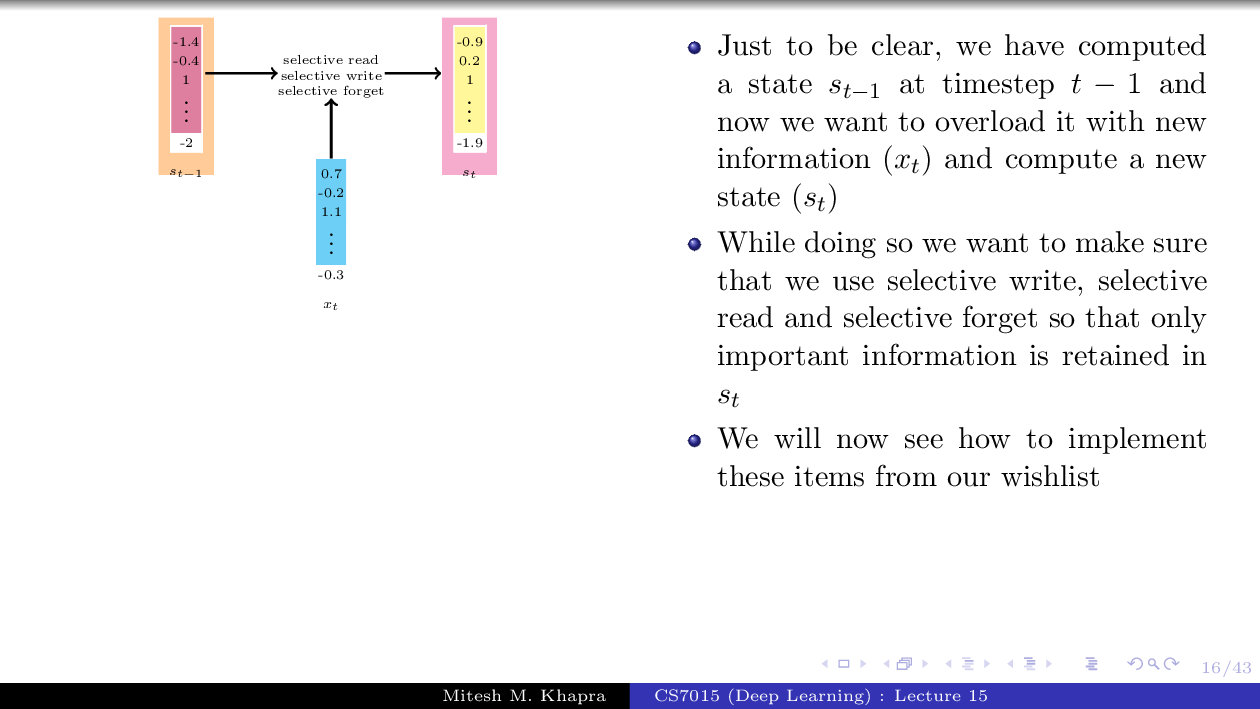 -1.4
-0.4
1
⋮
-2
s_{t−1}
selective read
selective write
selective forget
0.7
-0.2
1.1
⋮
-0.3
x_t
-0.9
0.2
1
⋮
-1.9
s_t
Just to be clear, we have computed
a state s_{t−1} at timestep t − 1 and
now we want to overload it with new
information (x_t) and compute a new
state (s_t)
While doing so we want to make sure
that we use selective write, selective
read and selective forget so that only
important information is retained in
s_t
We will now see how to implement
these items from our wishlist
16/43
Mitesh M. Khapra
CS7015 (Deep Learning) : Lecture 15